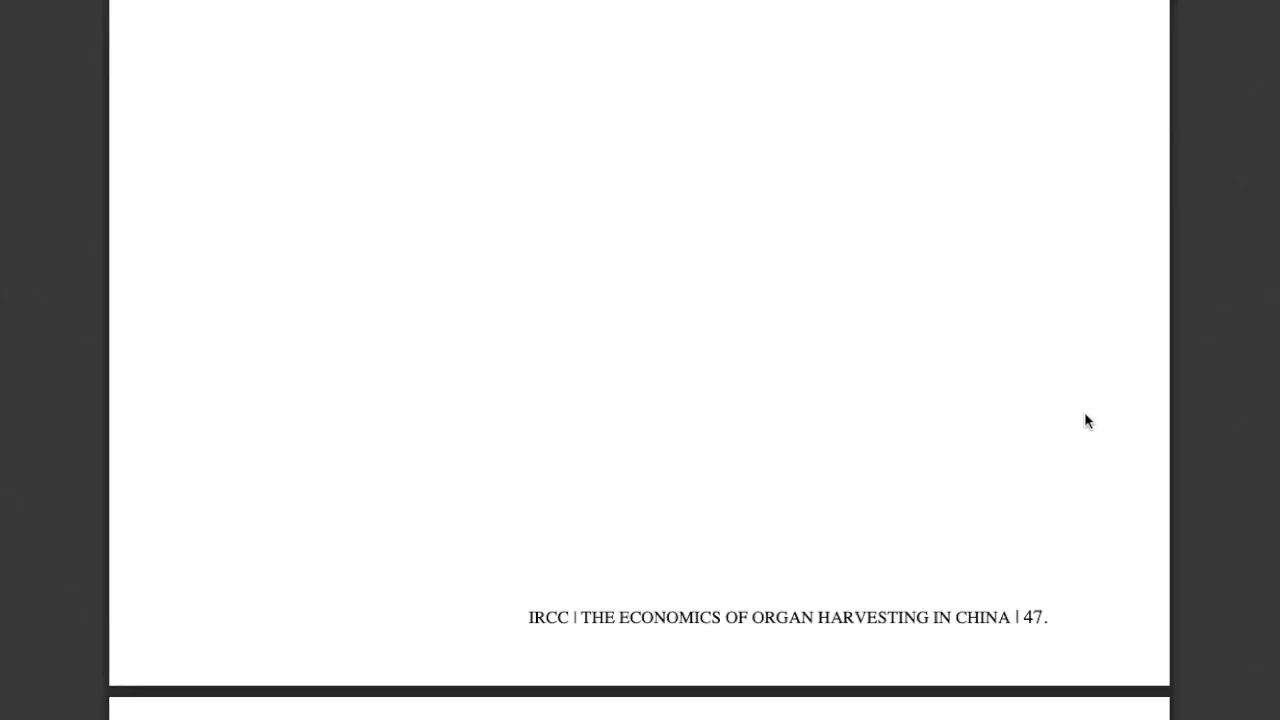 IRCC | THE ECONOMICS OF ORGAN HARVESTING IN CHINA | 47.